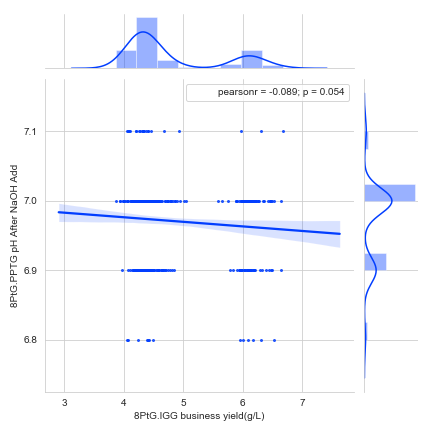 pearsonr = -0.089; p = 0.054
7.1
7.0
6.9
6.8
8PtG.PPTG pH After NaOH Add
3 4 5 6 7
8PtG.IGG business yield(g/L)